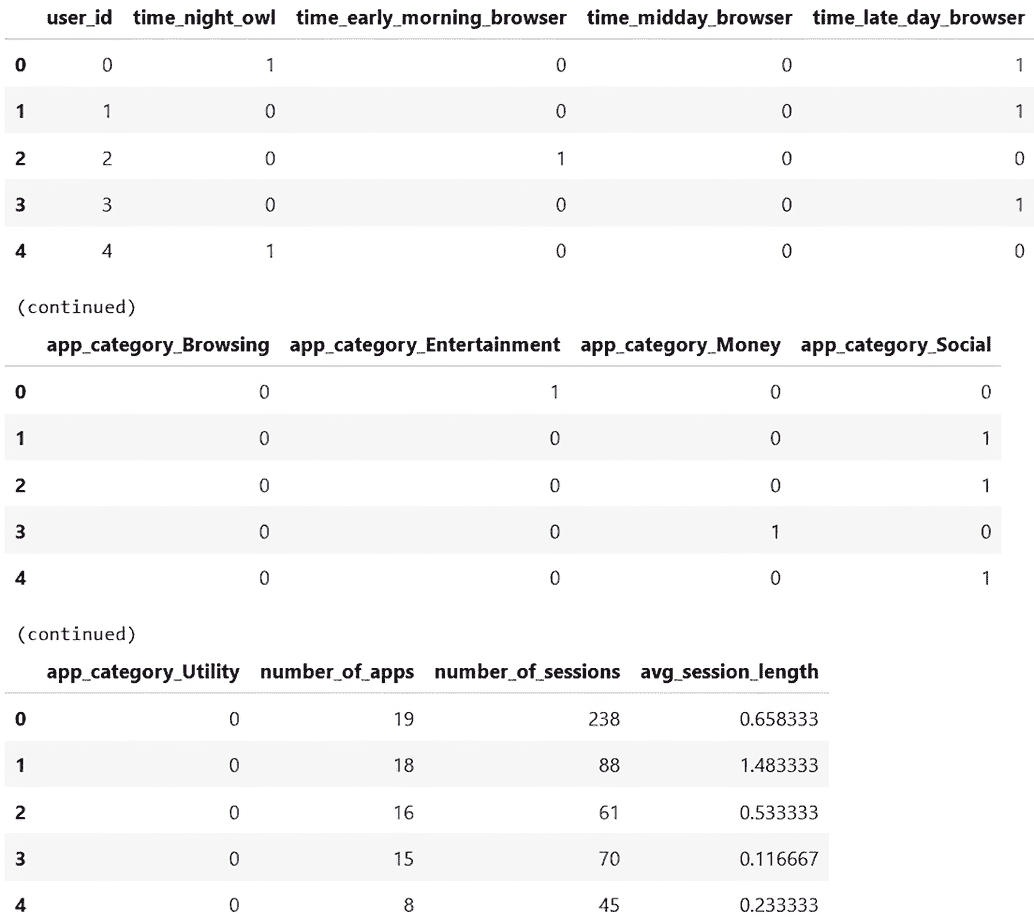 user_id time_night_owl time_early_morning_browser time_midday_browser time_late_day_browser
0 0 1 0 0 1
1 1 0 0 0 1
2 2 0 1 0 0
3 3 0 0 0 1
4 4 1 0 0 0
(continued)
app_category_Browsing app_category_Entertainment app_category_Money app_category_Social
0 0 1 0 0
1 0 0 0 1
2 0 0 0 1
3 0 0 1 0
4 0 0 0 1
(continued)
app_category_Utility number_of_apps number_of_sessions avg_session_length
0 0 19 238 0.658333
1 0 18 88 1.483333
2 0 16 61 0.533333
3 0 15 70 0.116667
4 0 8 45 0.233333